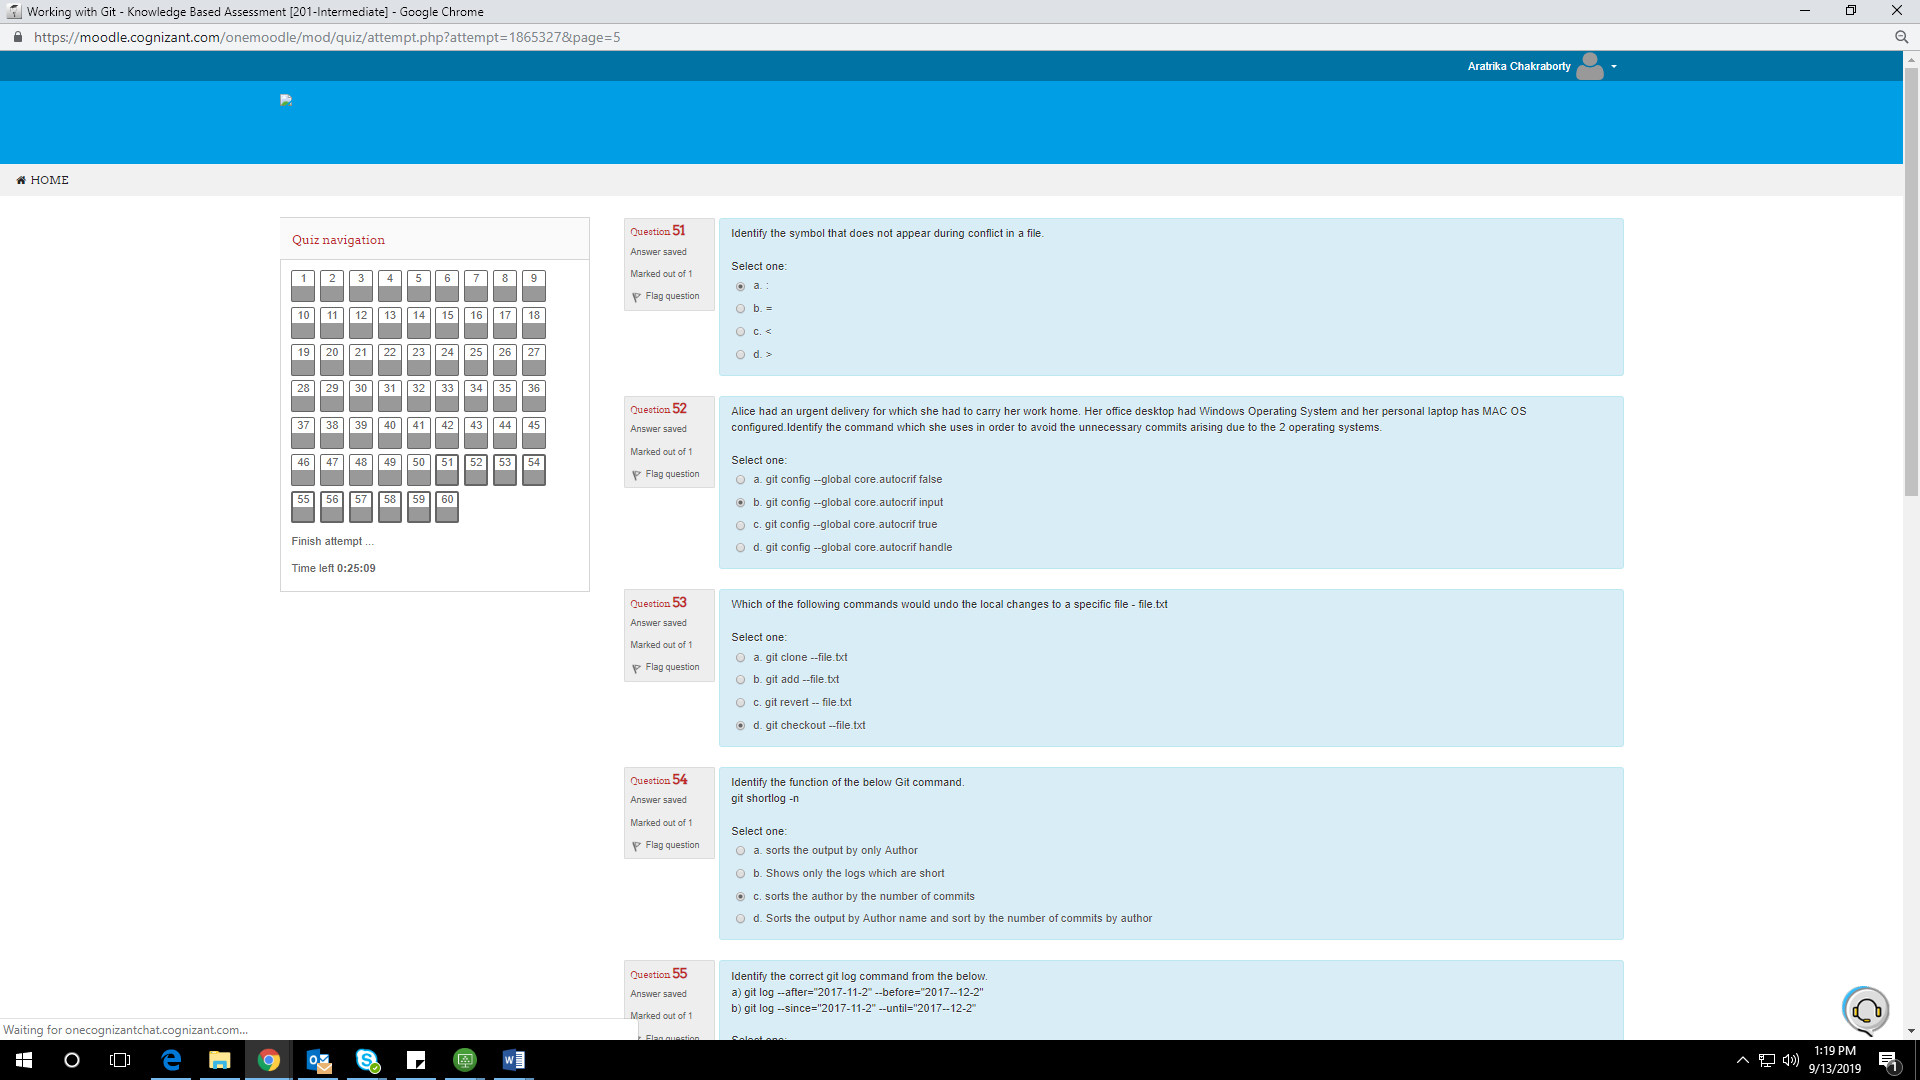 Working with Git - Knowledge Based Assessment [201-Intermediate] - Google Chrome
https://moodle.cognizant.com/onemoodle/mod/quiz/attempt.php?attempt=1865327&page=5
Aratrika Chakraborty
HOME
Quiz navigation
1 2 3 4 5 6 7 8 9
10 11 12 13 14 15 16 17 18
19 20 21 22 23 24 25 26 27
28 29 30 31 32 33 34 35 36
37 38 39 40 41 42 43 44 45
46 47 48 49 50 51 52 53 54
55 56 57 58 59 60
Finish attempt ...
Time left 0:25:09
Question 51
Answer saved
Marked out of 1
Flag question
Identify the symbol that does not appear during conflict in a file.
Select one:
a. :
b. =
c. <
d. >
Question 52
Answer saved
Marked out of 1
Flag question
Alice had an urgent delivery for which she had to carry her work home. Her office desktop had Windows Operating System and her personal laptop has MAC OS
configured.Identify the command which she uses in order to avoid the unnecessary commits arising due to the 2 operating systems.
Select one:
a. git config --global core.autocrif false
b. git config --global core.autocrif input
c. git config --global core.autocrif true
d. git config --global core.autocrif handle
Question 53
Answer saved
Marked out of 1
Flag question
Which of the following commands would undo the local changes to a specific file - file.txt
Select one:
a. git clone --file.txt
b. git add --file.txt
c. git revert -- file.txt
d. git checkout --file.txt
Question 54
Answer saved
Marked out of 1
Flag question
Identify the function of the below Git command.
git shortlog -n
Select one:
a. sorts the output by only Author
b. Shows only the logs which are short
c. sorts the author by the number of commits
d. Sorts the output by Author name and sort by the number of commits by author
Question 55
Answer saved
Marked out of 1
Flag question
Identify the correct git log command from the below.
a) git log --after="2017-11-2" --before="2017--12-2"
b) git log --since="2017-11-2" --until="2017--12-2"
Select one:
Waiting for onecognizantchat.cognizant.com...
1:19 PM
9/13/2019
1